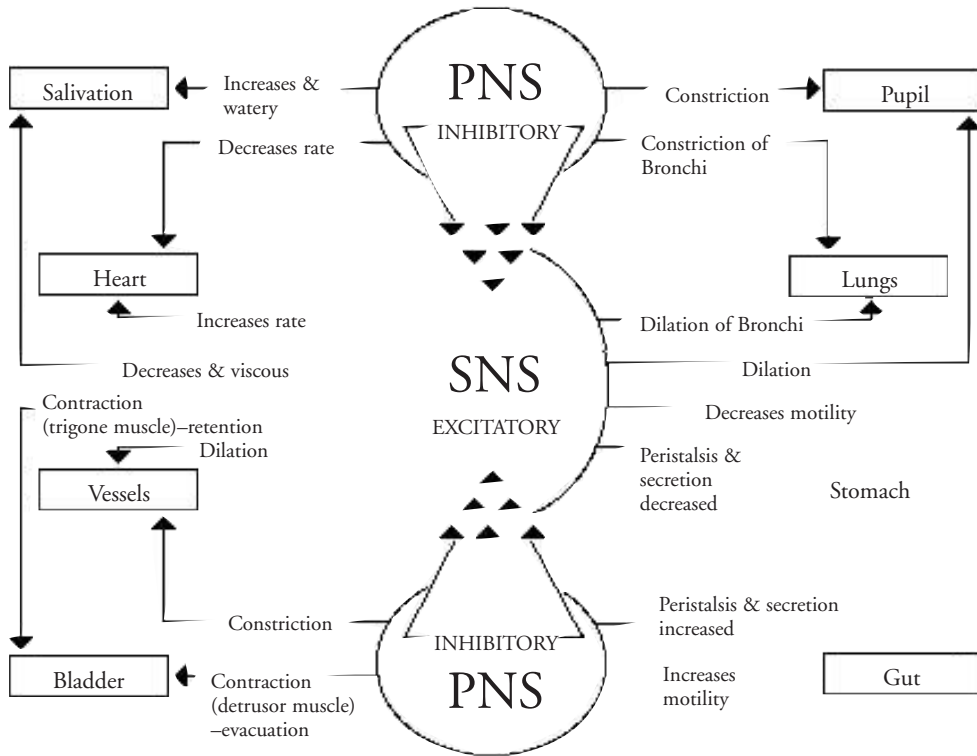 PNS
INHIBITORY
Salivation
Increases &
watery
Decreases rate
Constriction
Pupil
Constriction of
Bronchi
Heart
Increases rate
Lungs
Dilation of Bronchi
Decreases & viscous
SNS
EXCITATORY
Dilation
Contraction
(trigone muscle)–retention
Dilation
Decreases motility
Vessels
Peristalsis &
secretion
decreased
Stomach
Constriction
INHIBITORY
PNS
Peristalsis & secretion
increased
Bladder
Contraction
(detrusor muscle)
–evacuation
Increases
motility
Gut